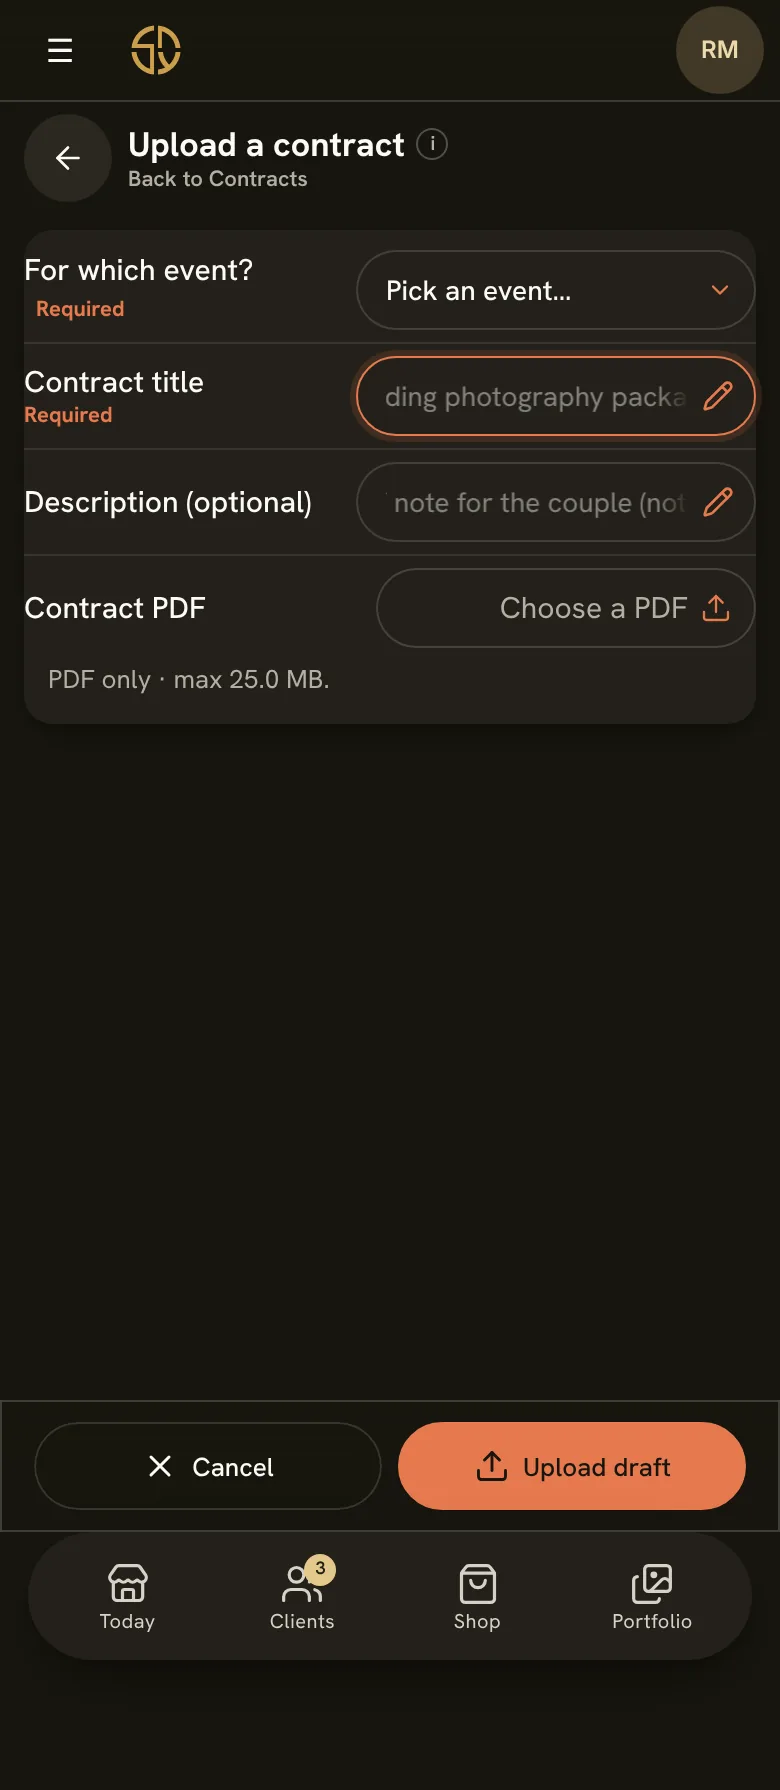 RM
Upload a contract
Back to Contracts
For which event?
Required
Pick an event...
Contract title
Required
ding photography packa
Description (optional)
note for the couple (not
Contract PDF
Choose a PDF
PDF only · max 25.0 MB.
Cancel
Upload draft
3
Today
Clients
Shop
Portfolio